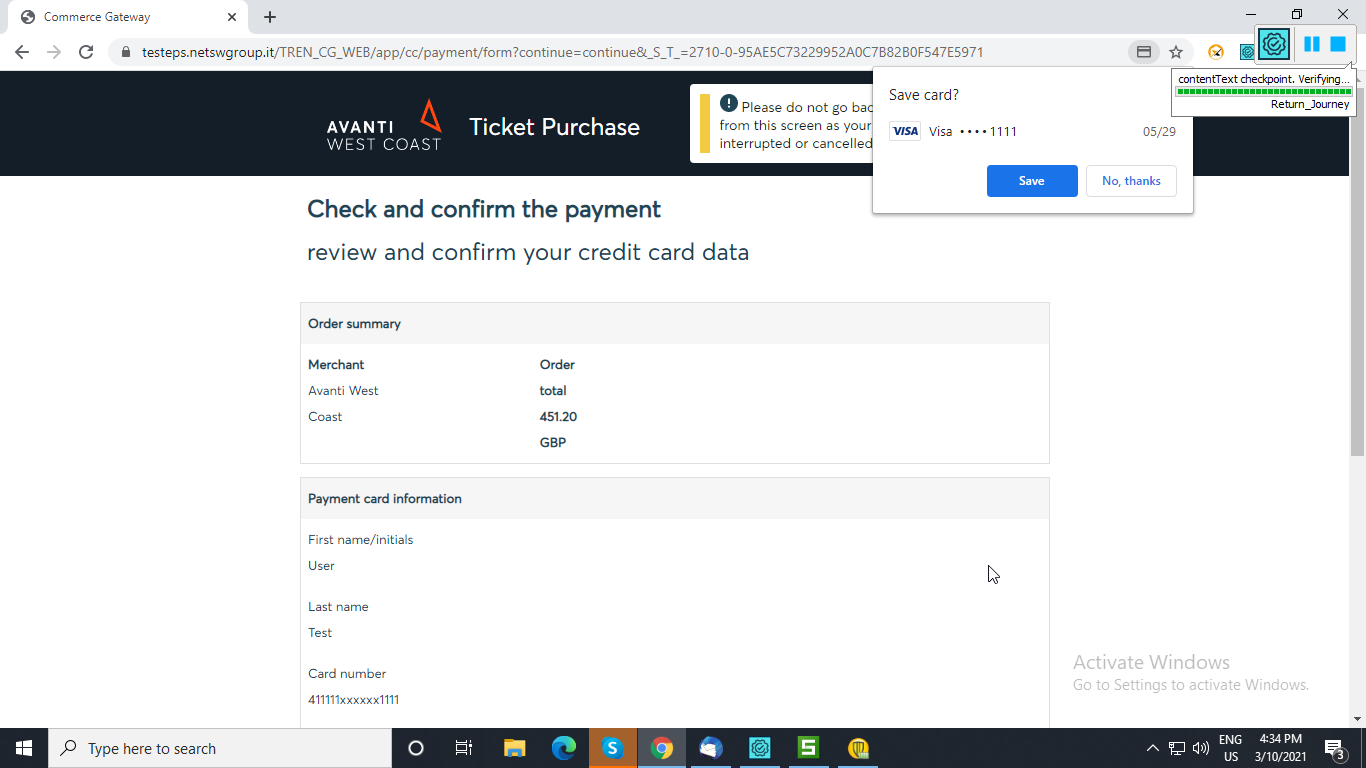 Commerce Gateway
testeps.netswgroup.it/TREN_CG_WEB/app/cc/payment/form?continue=continue&_S_T_=2710-0-95AE5C73229952A0C7B82B0F547E5971
contentText checkpoint. Verifying...
Return_Journey
Save card?
VISA Visa •••• 1111 05/29
Save No, thanks
AVANTI
WEST COAST
Ticket Purchase
Please do not go bac
from this screen as your
interrupted or cancelled
Check and confirm the payment
review and confirm your credit card data
Order summary
Merchant Order
Avanti West total
Coast 451.20
GBP
Payment card information
First name/initials
User
Last name
Test
Card number
411111xxxxxx1111
Activate Windows
Go to Settings to activate Windows.
Type here to search
S
S
ENG 4:34 PM
US 3/10/2021
3